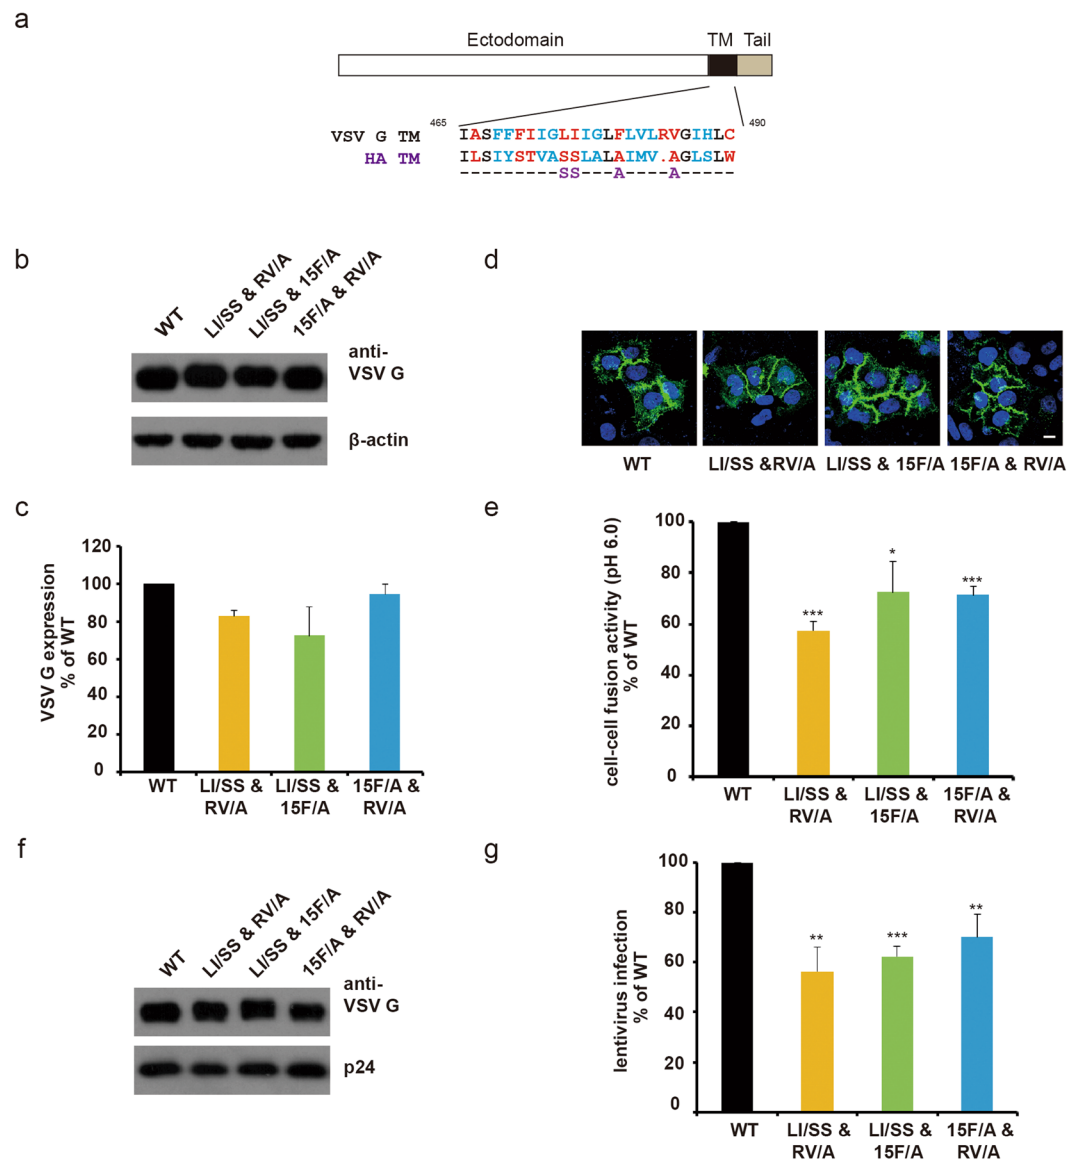 a
Ectodomain TM Tail
465 490
VSV G TM IASFFFIIGLIIGLFLVLRVGIHLC
HA TM ILSIYSTVASSLALAIMV.AGLSLW
-----------SS---A----A------
b
WT LI/SS & RV/A LI/SS & 15F/A 15F/A & RV/A
anti-
VSV G
β-actin
d
WT LI/SS &RV/A LI/SS & 15F/A 15F/A & RV/A
c
VSV G expression
% of WT
120
100
80
60
40
20
0
WT LI/SS & LI/SS & 15F/A &
RV/A 15F/A RV/A
e
cell-cell fusion activity (pH 6.0)
% of WT
100
80
60
40
20
0
*** * ***
WT LI/SS & LI/SS & 15F/A &
RV/A 15F/A RV/A
f
WT LI/SS & RV/A LI/SS & 15F/A 15F/A & RV/A
anti-
VSV G
p24
g
lentivirus infection
% of WT
100
80
60
40
20
0
** *** **
WT LI/SS & LI/SS & 15F/A &
RV/A 15F/A RV/A